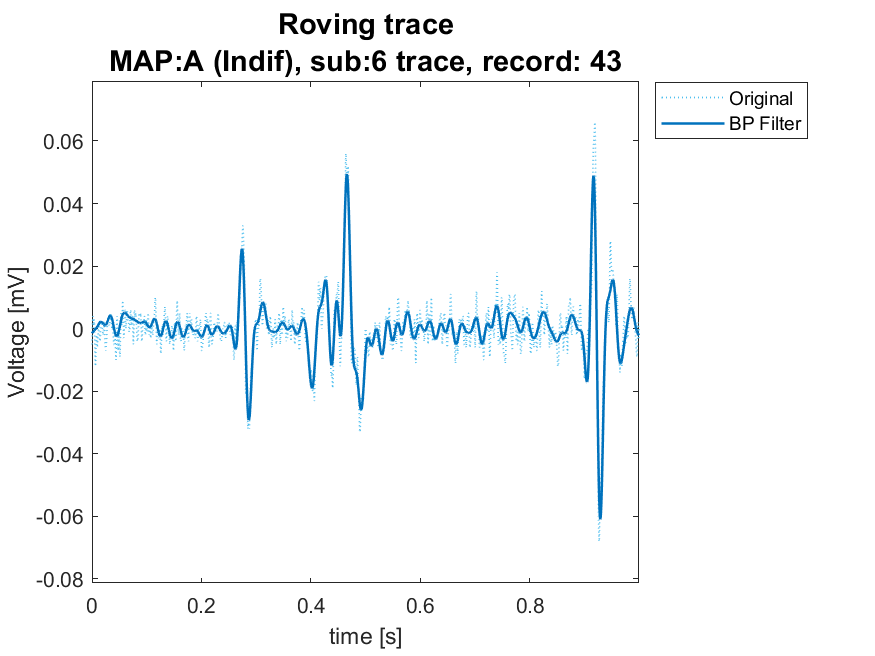 Roving trace
MAP:A (Indif), sub:6 trace, record: 43
Original
BP Filter
0.06
0.04
0.02
0
-0.02
-0.04
-0.06
-0.08
Voltage [mV]
0
0.2
0.4
0.6
0.8
time [s]